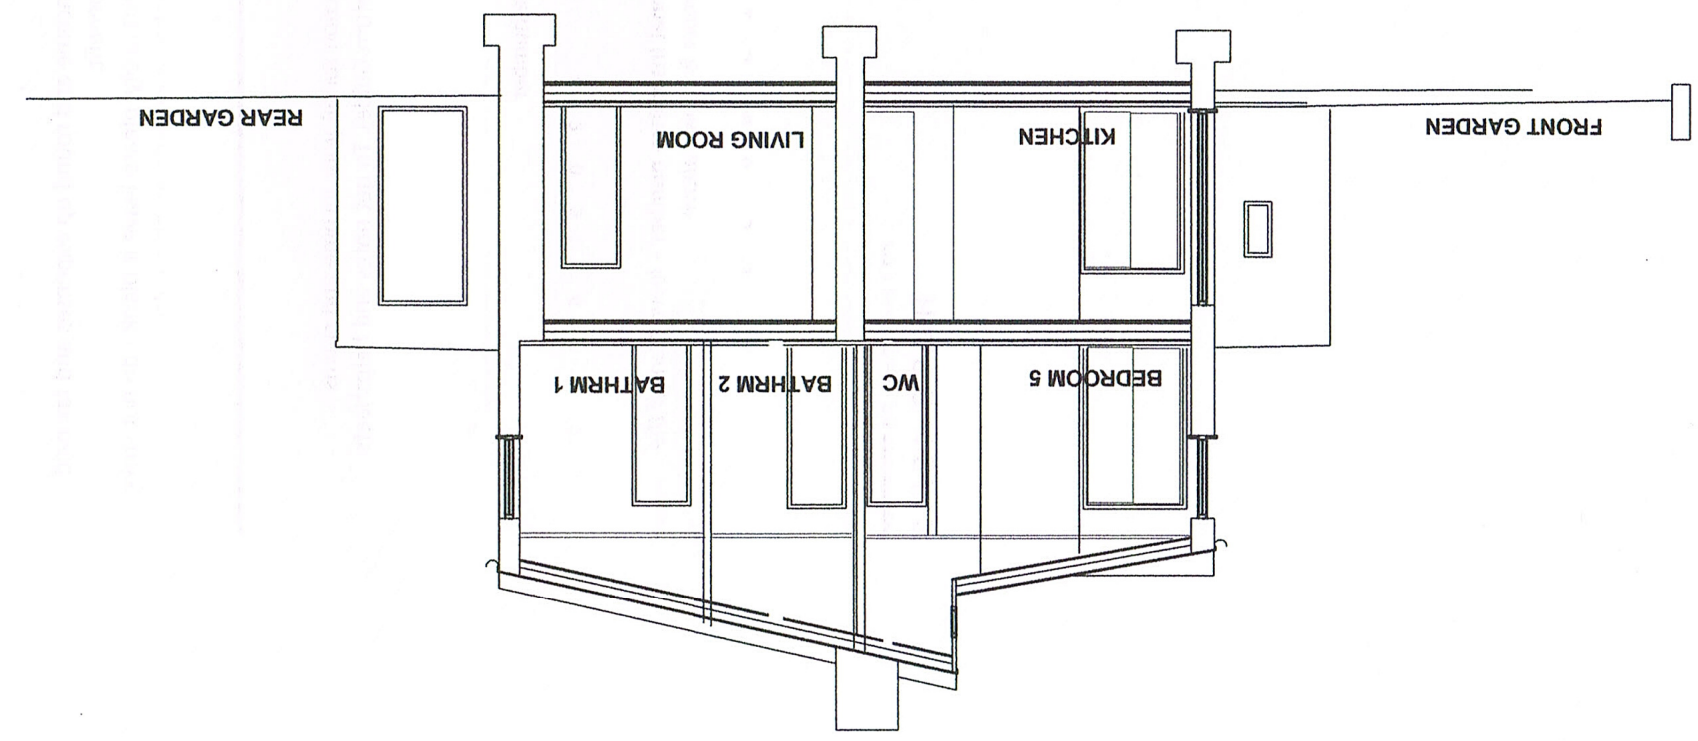 BEDROOM 5
WC
BATHRM 2
BATHRM 1
FRONT GARDEN
KITCHEN
LIVING ROOM
REAR GARDEN